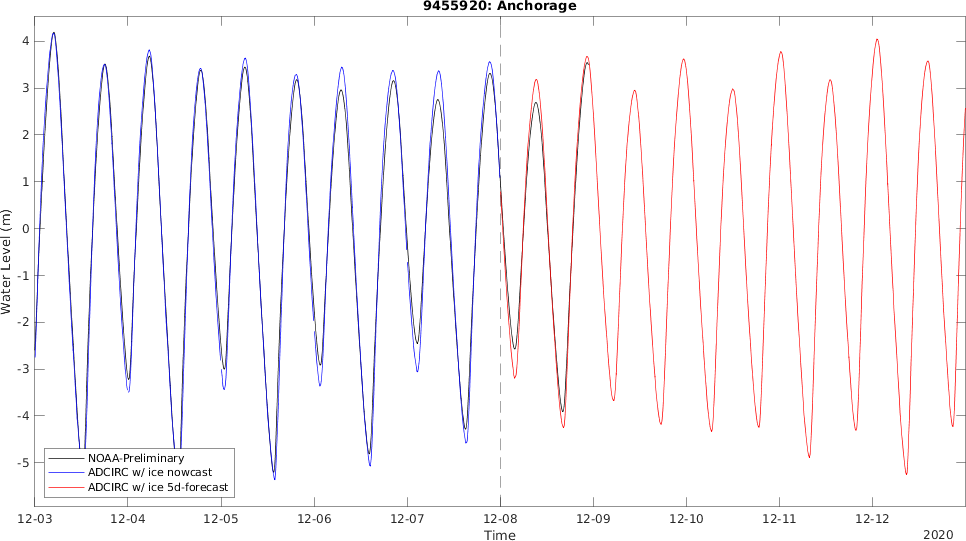 9455920: Anchorage
Water Level (m)
4
3
2
1
0
-1
-2
-3
-4
-5
NOAA-Preliminary
ADCIRC w/ ice nowcast
ADCIRC w/ ice 5d-forecast
12-03 12-04 12-05 12-06 12-07 12-08 12-09 12-10 12-11 12-12
Time
2020